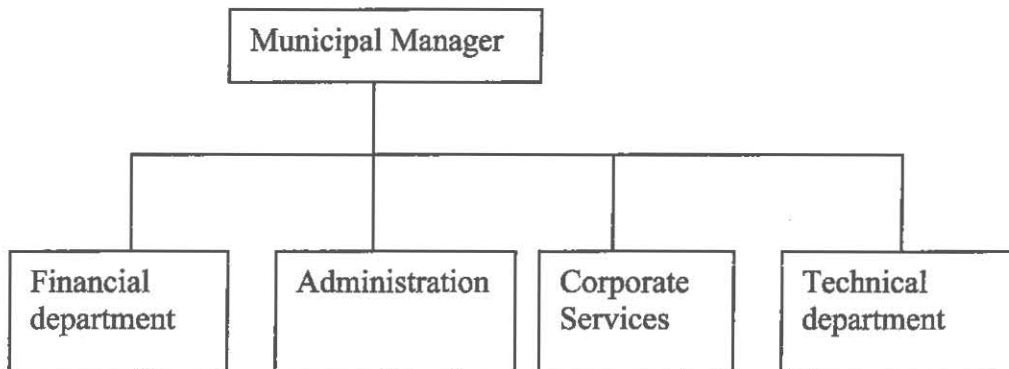 Municipal Manager
Financial
department
Administration
Corporate
Services
Technical
department